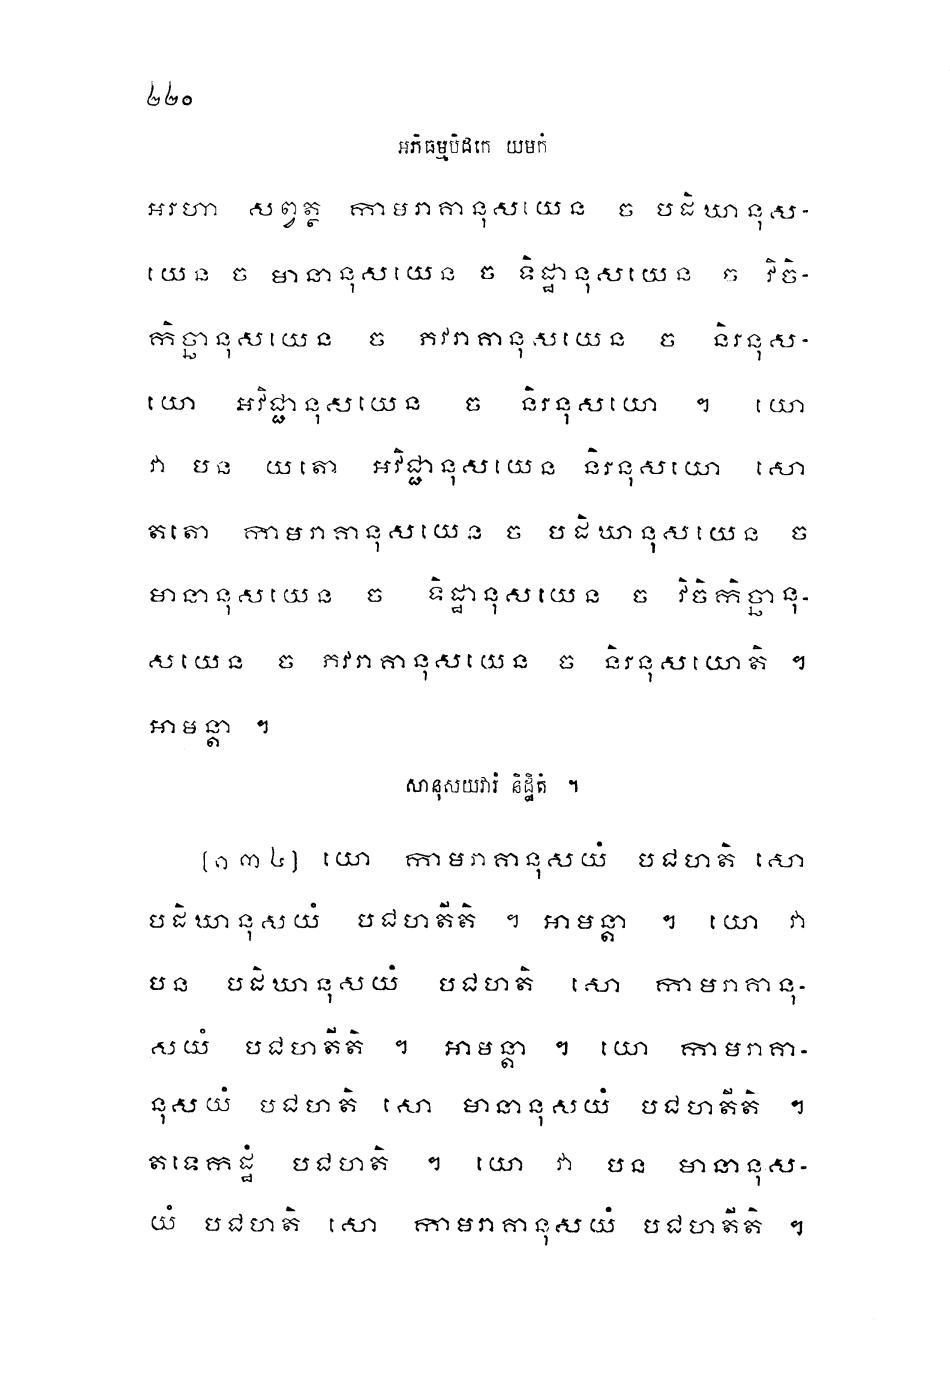 ២២០
អភិធម្មបិដកេ យមកំ
អរហា សព្វត្ថ កាមរាគានុសយេន ច បដិឃានុស-
យេន ច មានានុសយេន ច ទិដ្ឋានុសយេន ច វិចិ-
កិច្ឆានុសយេន ច ភវរាគានុសយេន ច និរនុស-
យោ អវិជ្ជានុសយេន ច និរនុសយោ ។ យោ
វា បន យតោ អវិជ្ជានុសយេន និរនុសយោ សោ
តតោ កាមរាគានុសយេន ច បដិឃានុសយេន ច
មានានុសយេន ច ទិដ្ឋានុសយេន ច វិចិកិច្ឆានុ-
សយេន ច ភវរាគានុសយេន ច និរនុសយោតិ ។
អាមន្តា ។
សានុសយវារំ និដ្ឋិតំ ។
[១៣៤] យោ កាមរាគានុសយំ បជហតិ សោ
បដិឃានុសយំ បជហតីតិ ។ អាមន្តា ។ យោ វា
បន បដិឃានុសយំ បជហតិ សោ កាមរាគានុ-
សយំ បជហតីតិ ។ អាមន្តា ។ យោ កាមរាគា-
នុសយំ បជហតិ សោ មានានុសយំ បជហតីតិ ។
តទេកដ្ឋំ បជហតិ ។ យោ វា បន មានានុស-
យំ បជហតិ សោ កាមរាគានុសយំ បជហតីតិ ។